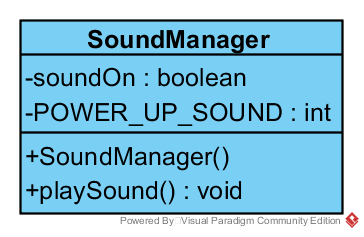 SoundManager
-soundOn : boolean
-POWER_UP_SOUND : int
+SoundManager()
+playSound() : void
Powered By Visual Paradigm Community Edition